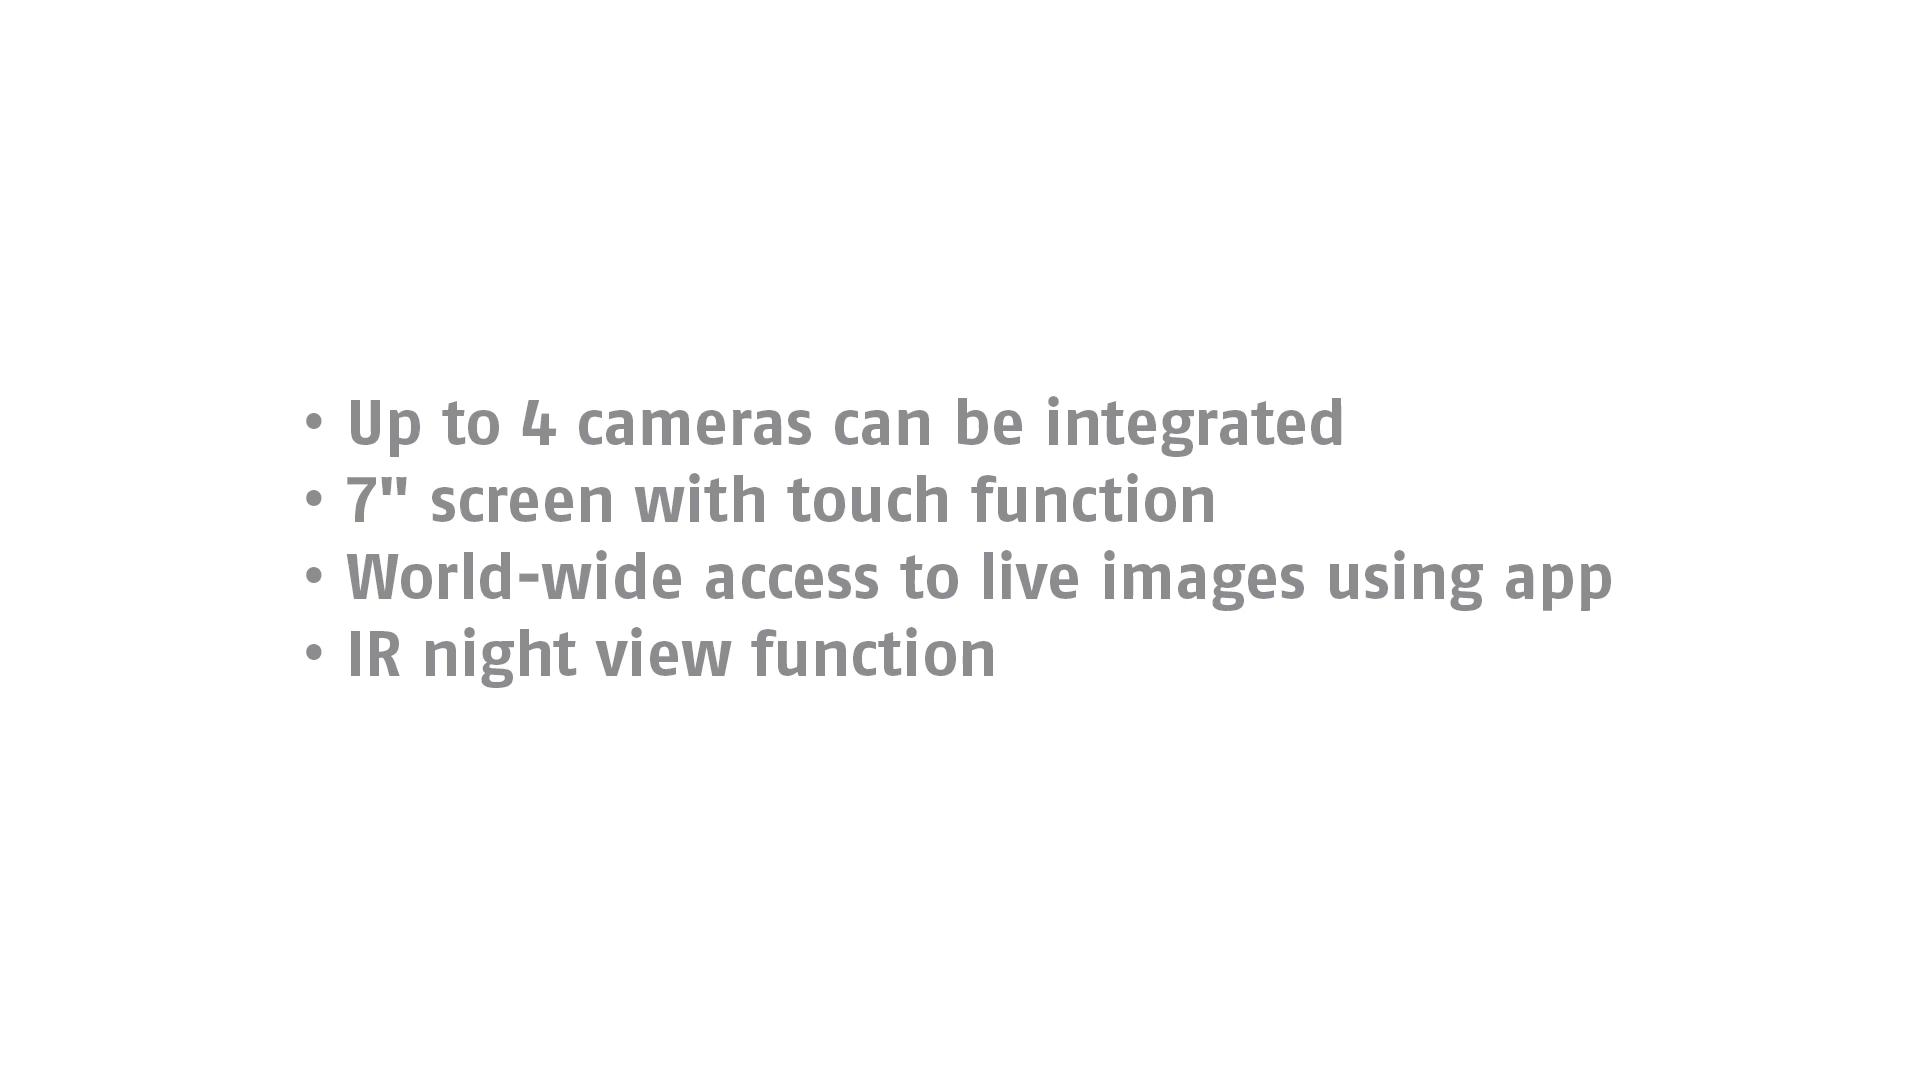 • Up to 4 cameras can be integrated
• 7" screen with touch function
• World-wide access to live images using app
• IR night view function